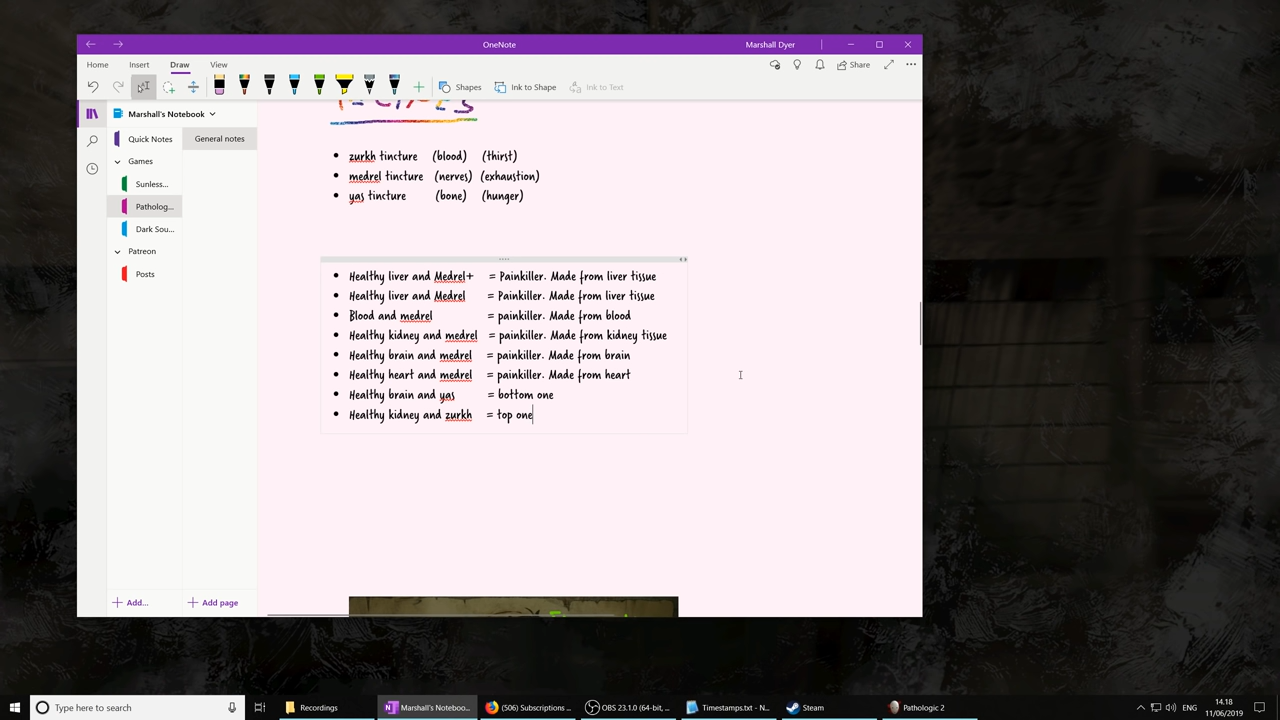 OneNote
Marshall Dyer
Home Insert Draw View
Share
Shapes
Ink to Shape
Ink to Text
Marshall's Notebook
Quick Notes
Games
Sunless...
Patholog...
Dark Sou...
Patreon
Posts
General notes
zurkh tincture (blood) (thirst)
medrel tincture (nerves) (exhaustion)
yas tincture (bone) (hunger)
Healthy liver and Medrel+ = Painkiller. Made from liver tissue
Healthy liver and Medrel = Painkiller. Made from liver tissue
Blood and medrel = painkiller. Made from blood
Healthy kidney and medrel = painkiller. Made from kidney tissue
Healthy brain and medrel = painkiller. Made from brain
Healthy heart and medrel = painkiller. Made from heart
Healthy brain and yas = bottom one
Healthy kidney and zurkh = top one
Add...
Add page
Type here to search
Recordings
Marshall's Noteboo...
(506) Subscriptions ...
OBS 23.1.0 (64-bit, ...
Timestamps.txt - N...
Steam
Pathologic 2
ENG
14.18
11/06/2019